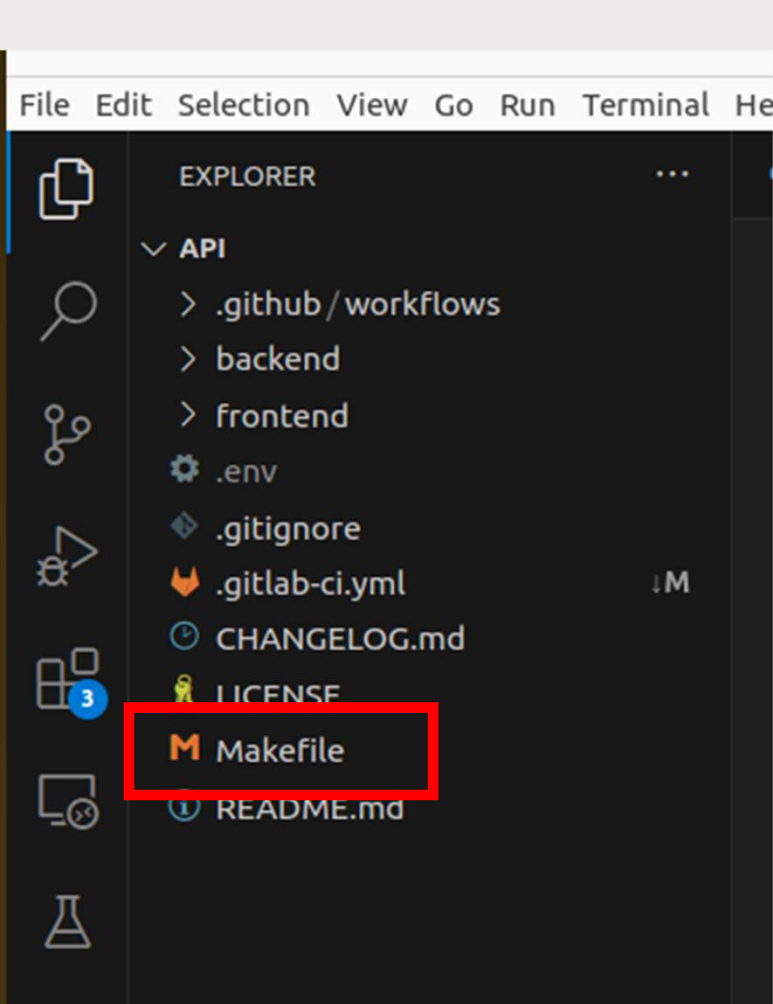 File Edit Selection View Go Run Terminal He
EXPLORER ...
API
.github / workflows
backend
frontend
.env
.gitignore
.gitlab-ci.yml ↓M
CHANGELOG.md
3
LICENSE
M Makefile
README.md